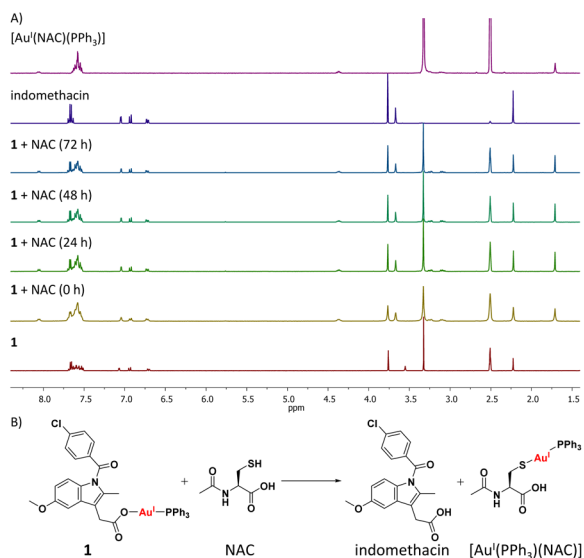 A)
[Auᴵ(NAC)(PPh₃)]
indomethacin
1 + NAC (72 h)
1 + NAC (48 h)
1 + NAC (24 h)
1 + NAC (0 h)
1
8.0 7.5 7.0 6.5 6.0 5.5 5.0 4.5 4.0 3.5 3.0 2.5 2.0 1.5
ppm
B)
Cl
O
N
O
O
O
Auᴵ
PPh₃
1
+
SH
O
N
H
O
OH
NAC
Cl
O
N
O
O
OH
indomethacin
+
PPh₃
Auᴵ
S
O
N
H
OH
O
[Auᴵ(PPh₃)(NAC)]